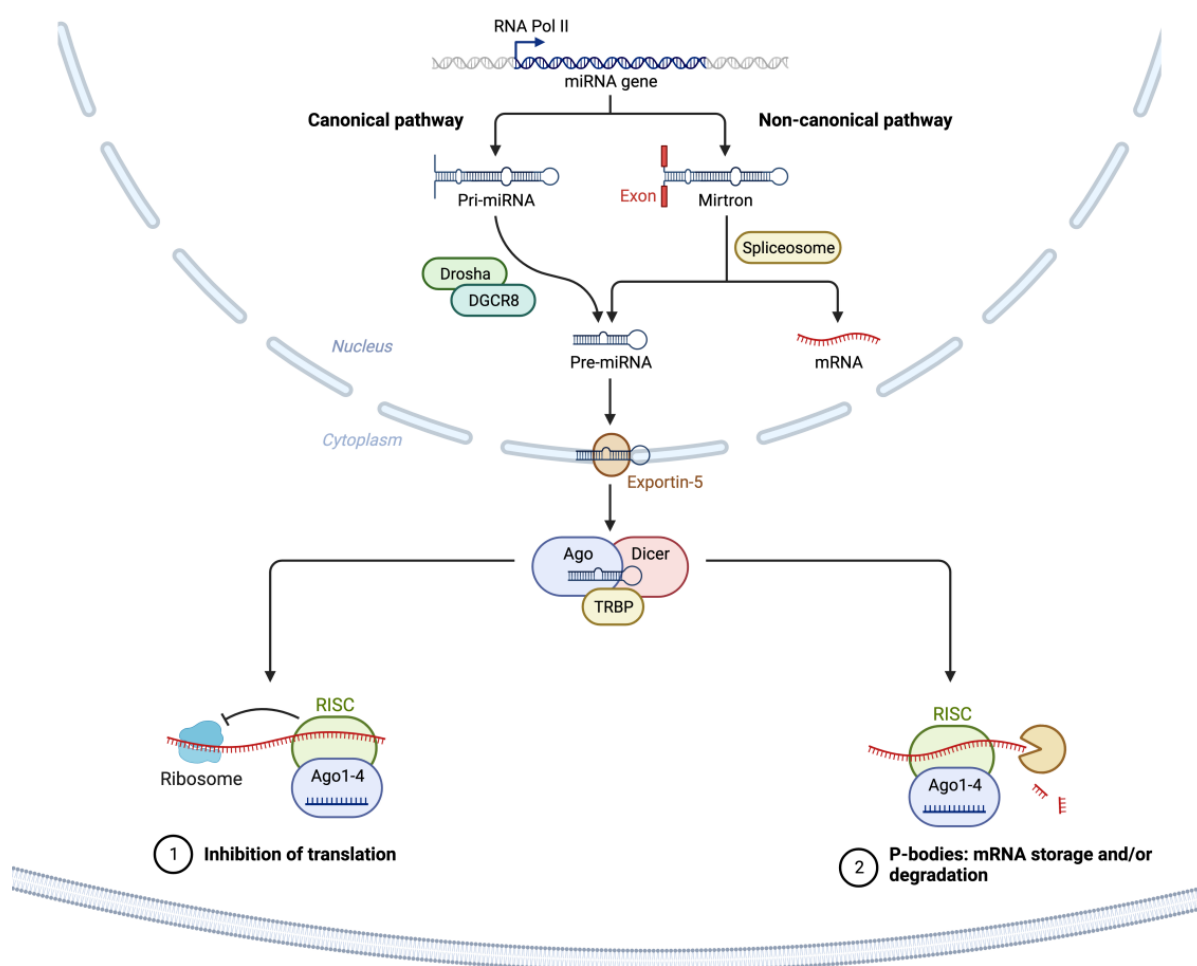 RNA Pol II
miRNA gene
Canonical pathway
Non-canonical pathway
Pri-miRNA
Exon
Mirtron
Spliceosome
Drosha
DGCR8
Nucleus
Pre-miRNA
mRNA
Cytoplasm
Exportin-5
Ago
Dicer
TRBP
RISC
Ribosome
Ago1-4
1
Inhibition of translation
RISC
Ago1-4
2
P-bodies: mRNA storage and/or
degradation